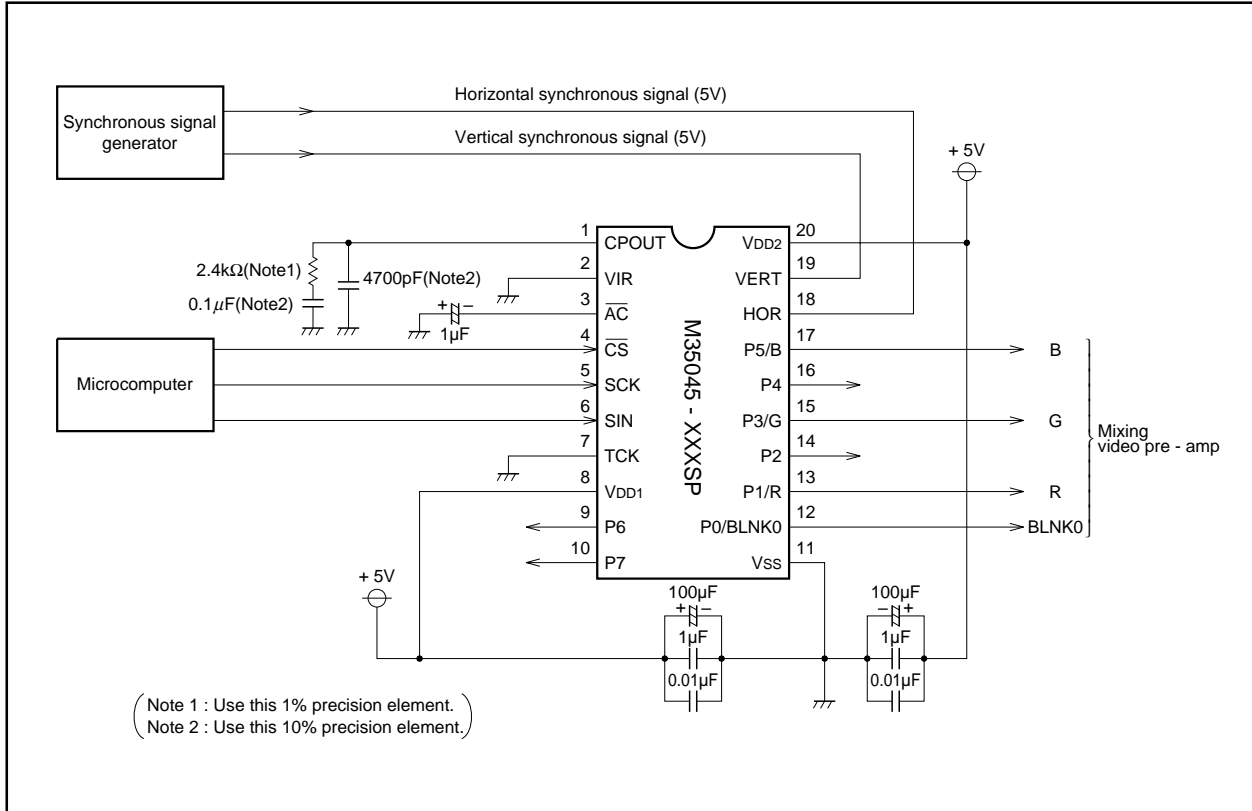 Horizontal synchronous signal (5V)
Synchronous signal
generator
Vertical synchronous signal (5V)
+ 5V
1
CPOUT
VDD2
20
2.4kΩ(Note1)
4700pF(Note2)
2
VIR
VERT
19
0.1μF(Note2)
3
AC
HOR
18
+ –
1μF
4
CS
P5/B
17
B
Microcomputer
5
SCK
P4
16
6
SIN
P3/G
15
G
Mixing
video pre - amp
7
TCK
P2
14
8
VDD1
P1/R
13
R
9
P6
P0/BLNK0
12
BLNK0
10
P7
VSS
11
M35045 - XXXSP
+ 5V
100μF
+ –
1μF
0.01μF
100μF
– +
1μF
0.01μF
Note 1 : Use this 1% precision element.
Note 2 : Use this 10% precision element.